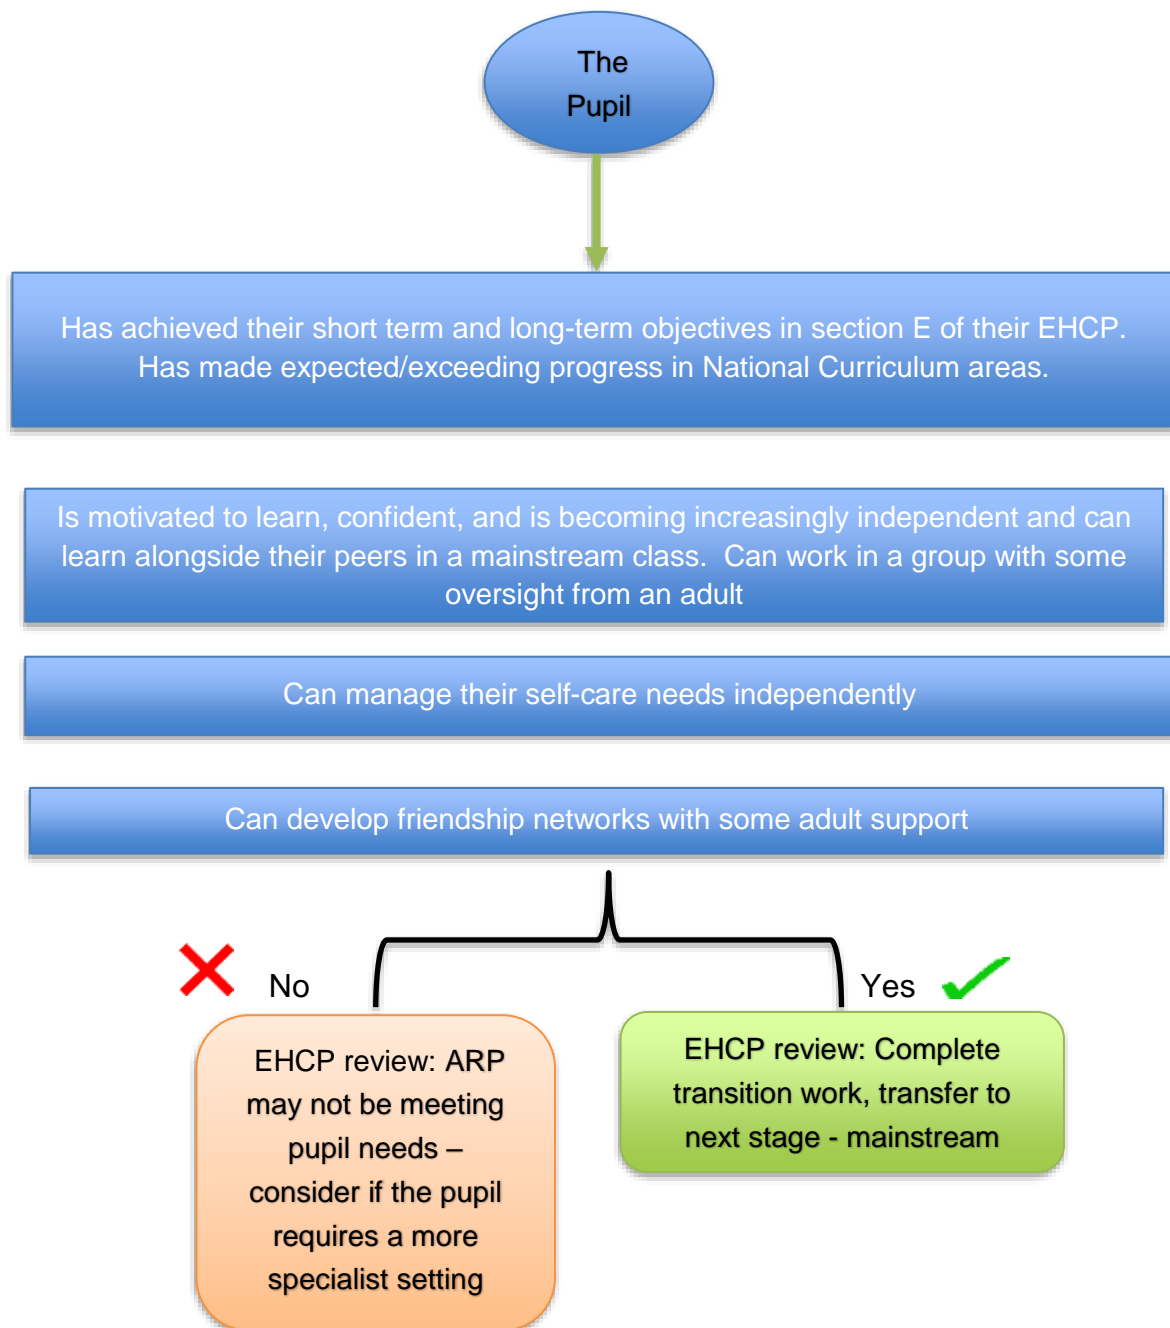 The
Pupil
Has achieved their short term and long-term objectives in section E of their EHCP.
Has made expected/exceeding progress in National Curriculum areas.
Is motivated to learn, confident, and is becoming increasingly independent and can
learn alongside their peers in a mainstream class.  Can work in a group with some
oversight from an adult
Can manage their self-care needs independently
Can develop friendship networks with some adult support
No
Yes
EHCP review: ARP
may not be meeting
pupil needs –
consider if the pupil
requires a more
specialist setting
EHCP review: Complete
transition work, transfer to
next stage - mainstream